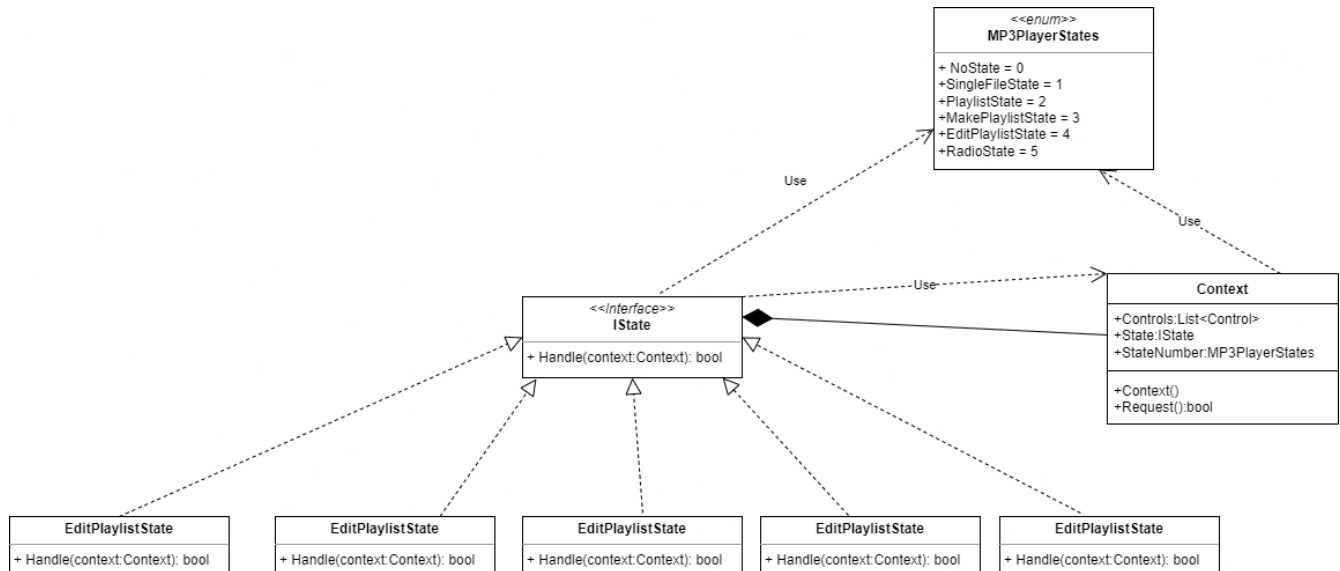 <<enum>>
MP3PlayerStates
+ NoState = 0
+SingleFileState = 1
+PlaylistState = 2
+MakePlaylistState = 3
+EditPlaylistState = 4
+RadioState = 5
Use
Use
Use
<<Interface>>
IState
+ Handle(context:Context): bool
Context
+Controls:List<Control>
+State:IState
+StateNumber:MP3PlayerStates
+Context()
+Request():bool
EditPlaylistState
+ Handle(context:Context): bool
EditPlaylistState
+ Handle(context:Context): bool
EditPlaylistState
+ Handle(context:Context): bool
EditPlaylistState
+ Handle(context:Context): bool
EditPlaylistState
+ Handle(context:Context): bool